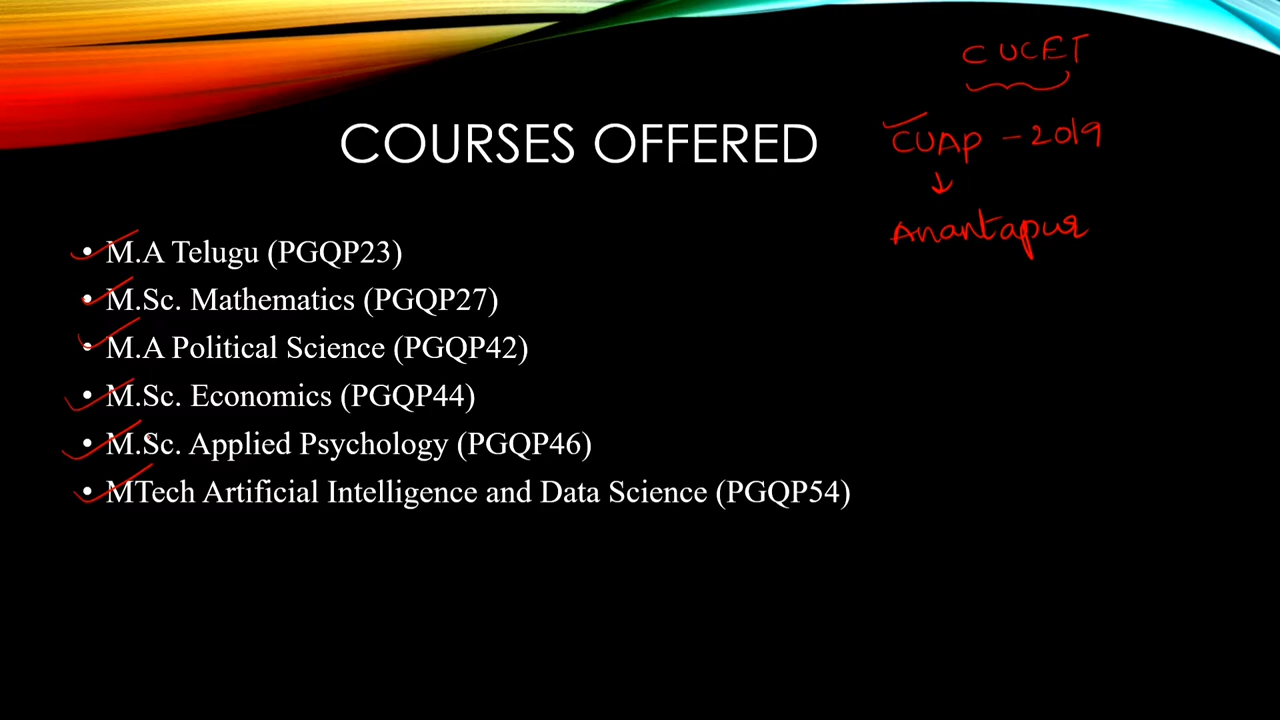 CUCET
COURSES OFFERED
CUAP - 2019
Anantapur
• M.A Telugu (PGQP23)
• M.Sc. Mathematics (PGQP27)
• M.A Political Science (PGQP42)
• M.Sc. Economics (PGQP44)
• M.Sc. Applied Psychology (PGQP46)
• MTech Artificial Intelligence and Data Science (PGQP54)